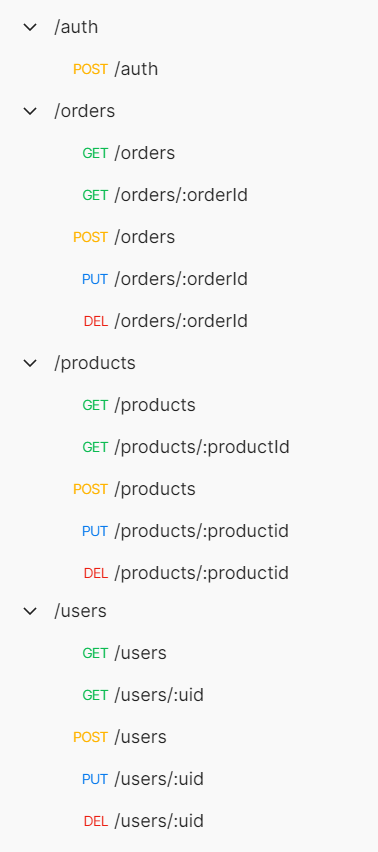 /auth
POST /auth
/orders
GET /orders
GET /orders/:orderId
POST /orders
PUT /orders/:orderId
DEL /orders/:orderId
/products
GET /products
GET /products/:productId
POST /products
PUT /products/:productid
DEL /products/:productid
/users
GET /users
GET /users/:uid
POST /users
PUT /users/:uid
DEL /users/:uid